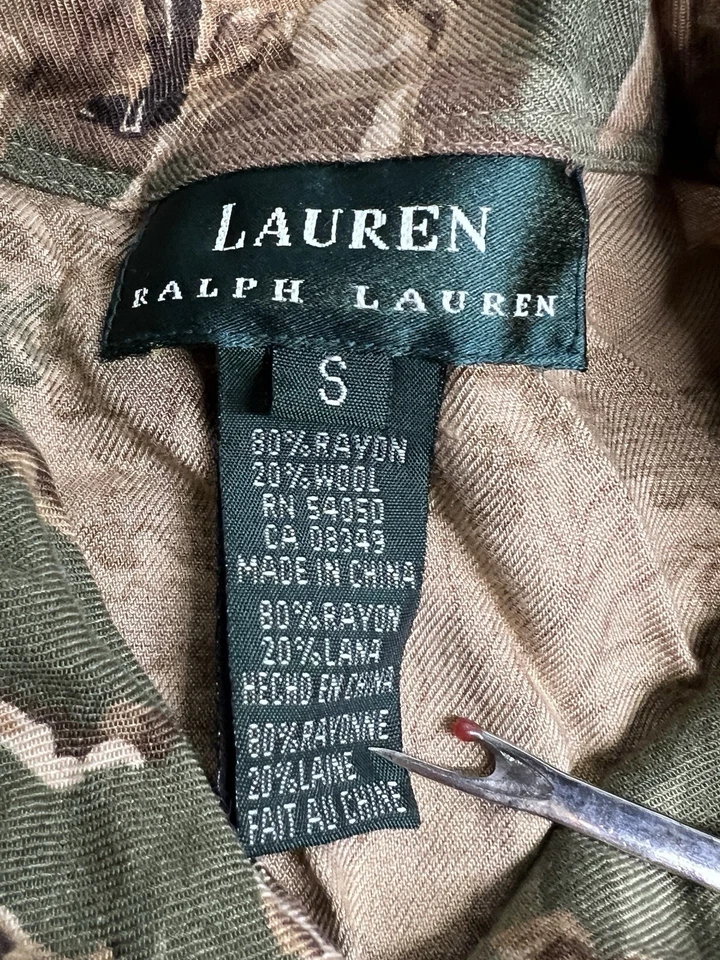 LAUREN
RALPH LAUREN
S
80% RAYON
20% WOOL
RN 54050
CA 08349
MADE IN CHINA
80% RAYON
20% LANA
HECHO EN CHINA
80% RAYONNE
20% LAINE
FAIT AU CHINE